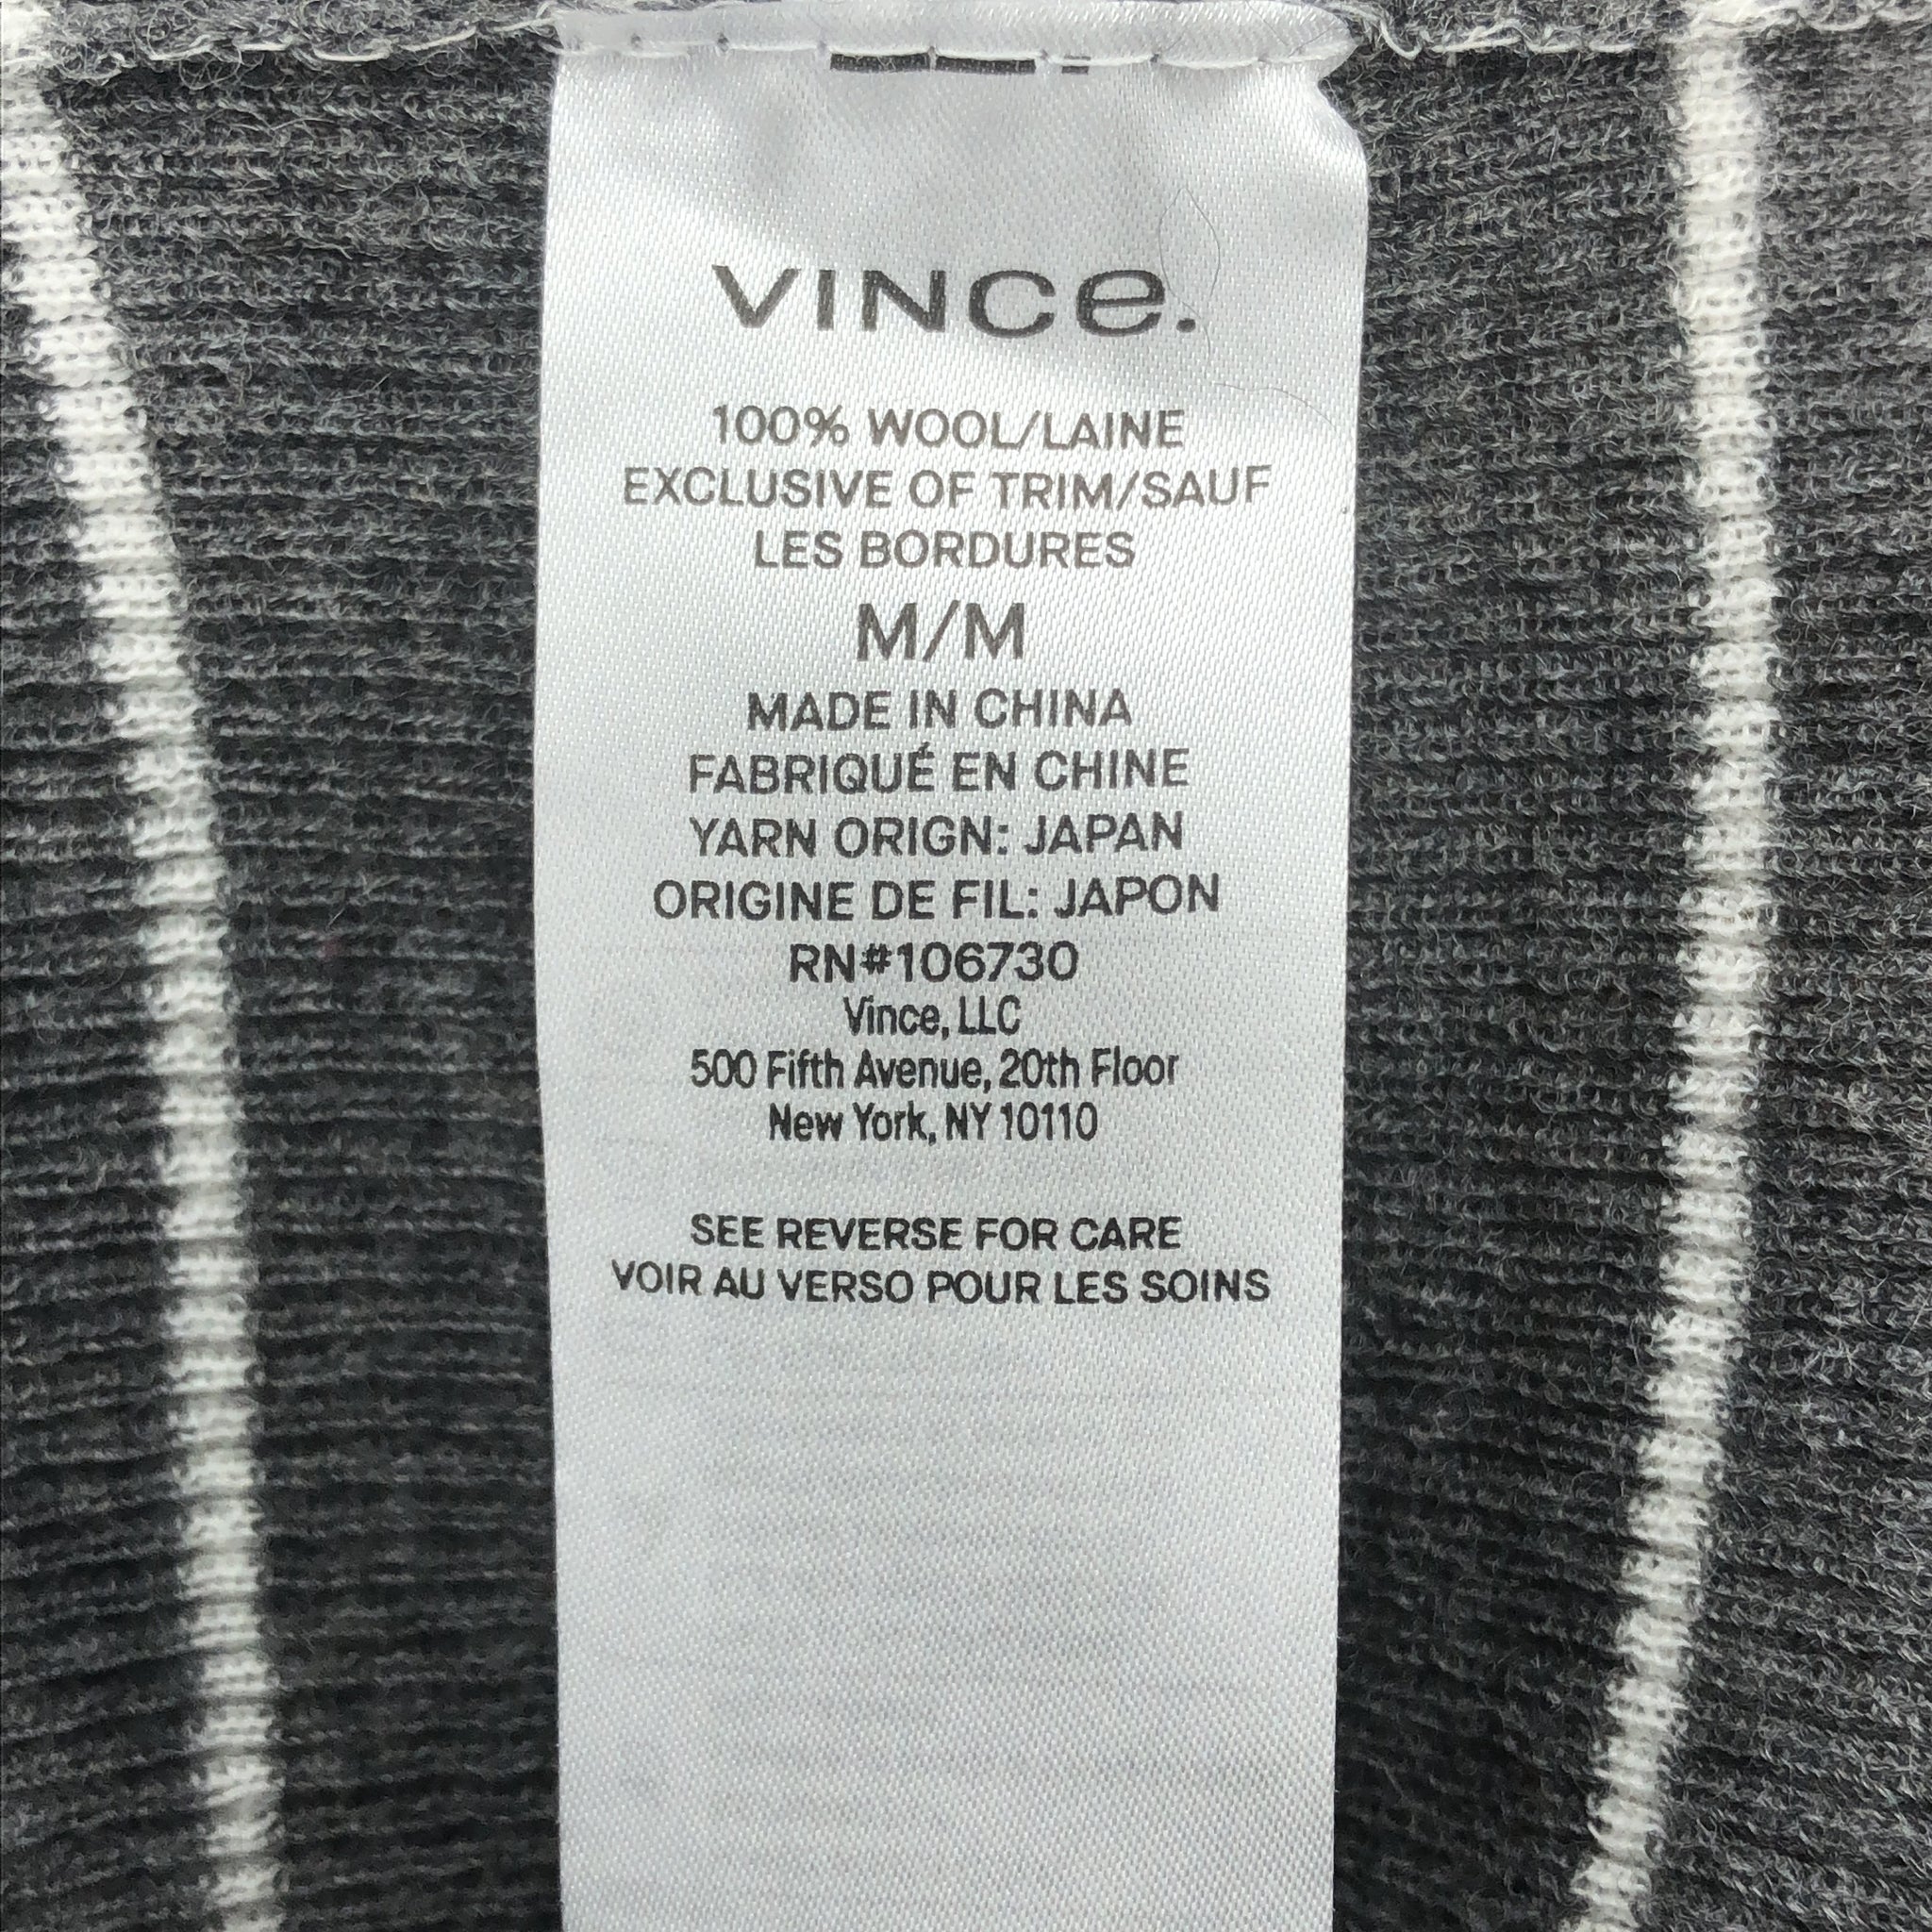 VINCe.
100% WOOL/LAINE
EXCLUSIVE OF TRIM/SAUF
LES BORDURES
M/M
MADE IN CHINA
FABRIQUÉ EN CHINE
YARN ORIGN: JAPAN
ORIGINE DE FIL: JAPON
RN#106730
Vince, LLC
500 Fifth Avenue, 20th Floor
New York, NY 10110
SEE REVERSE FOR CARE
VOIR AU VERSO POUR LES SOINS